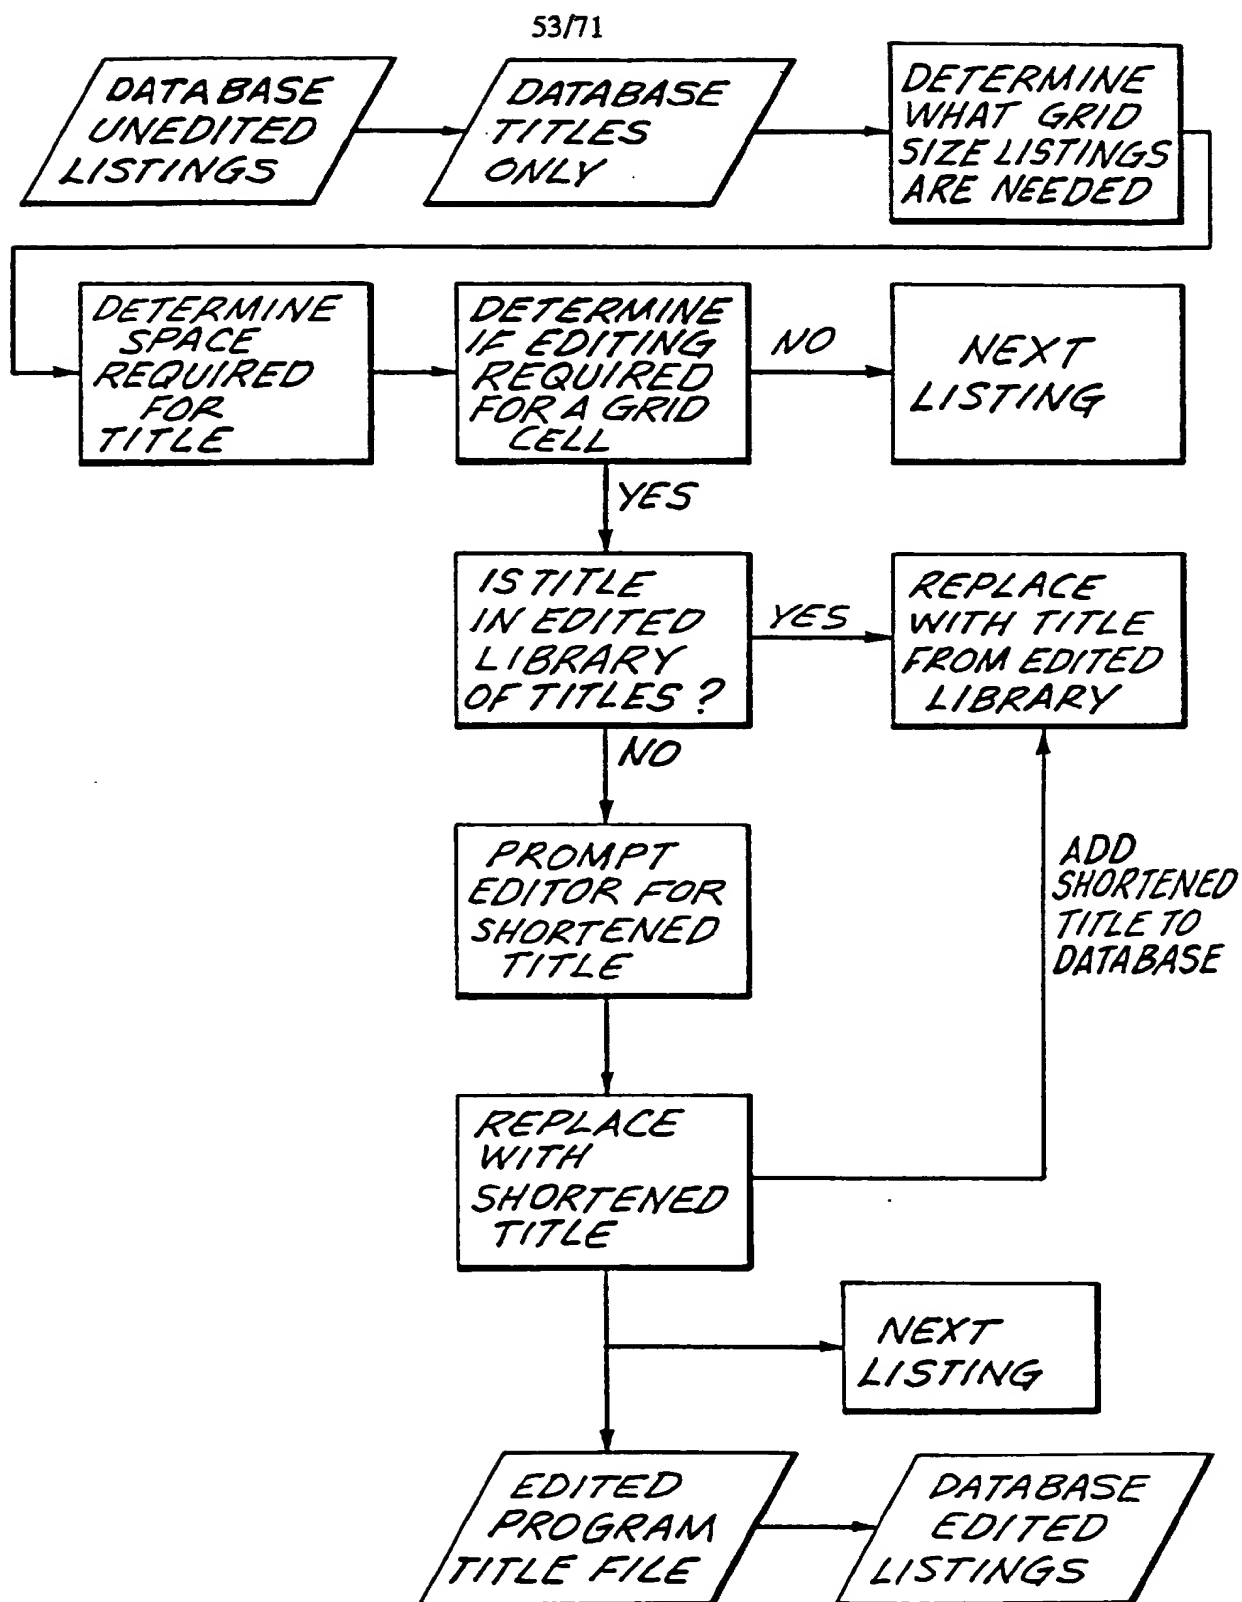 53/71
DATABASE
UNEDITED
LISTINGS
DATABASE
TITLES
ONLY
DETERMINE
WHAT GRID
SIZE LISTINGS
ARE NEEDED
DETERMINE
SPACE
REQUIRED
FOR
TITLE
DETERMINE
IF EDITING
REQUIRED
FOR A GRID
CELL
NO
NEXT
LISTING
YES
IS TITLE
IN EDITED
LIBRARY
OF TITLES?
YES
REPLACE
WITH TITLE
FROM EDITED
LIBRARY
NO
PROMPT
EDITOR FOR
SHORTENED
TITLE
ADD
SHORTENED
TITLE TO
DATABASE
REPLACE
WITH
SHORTENED
TITLE
NEXT
LISTING
EDITED
PROGRAM
TITLE FILE
DATABASE
EDITED
LISTINGS